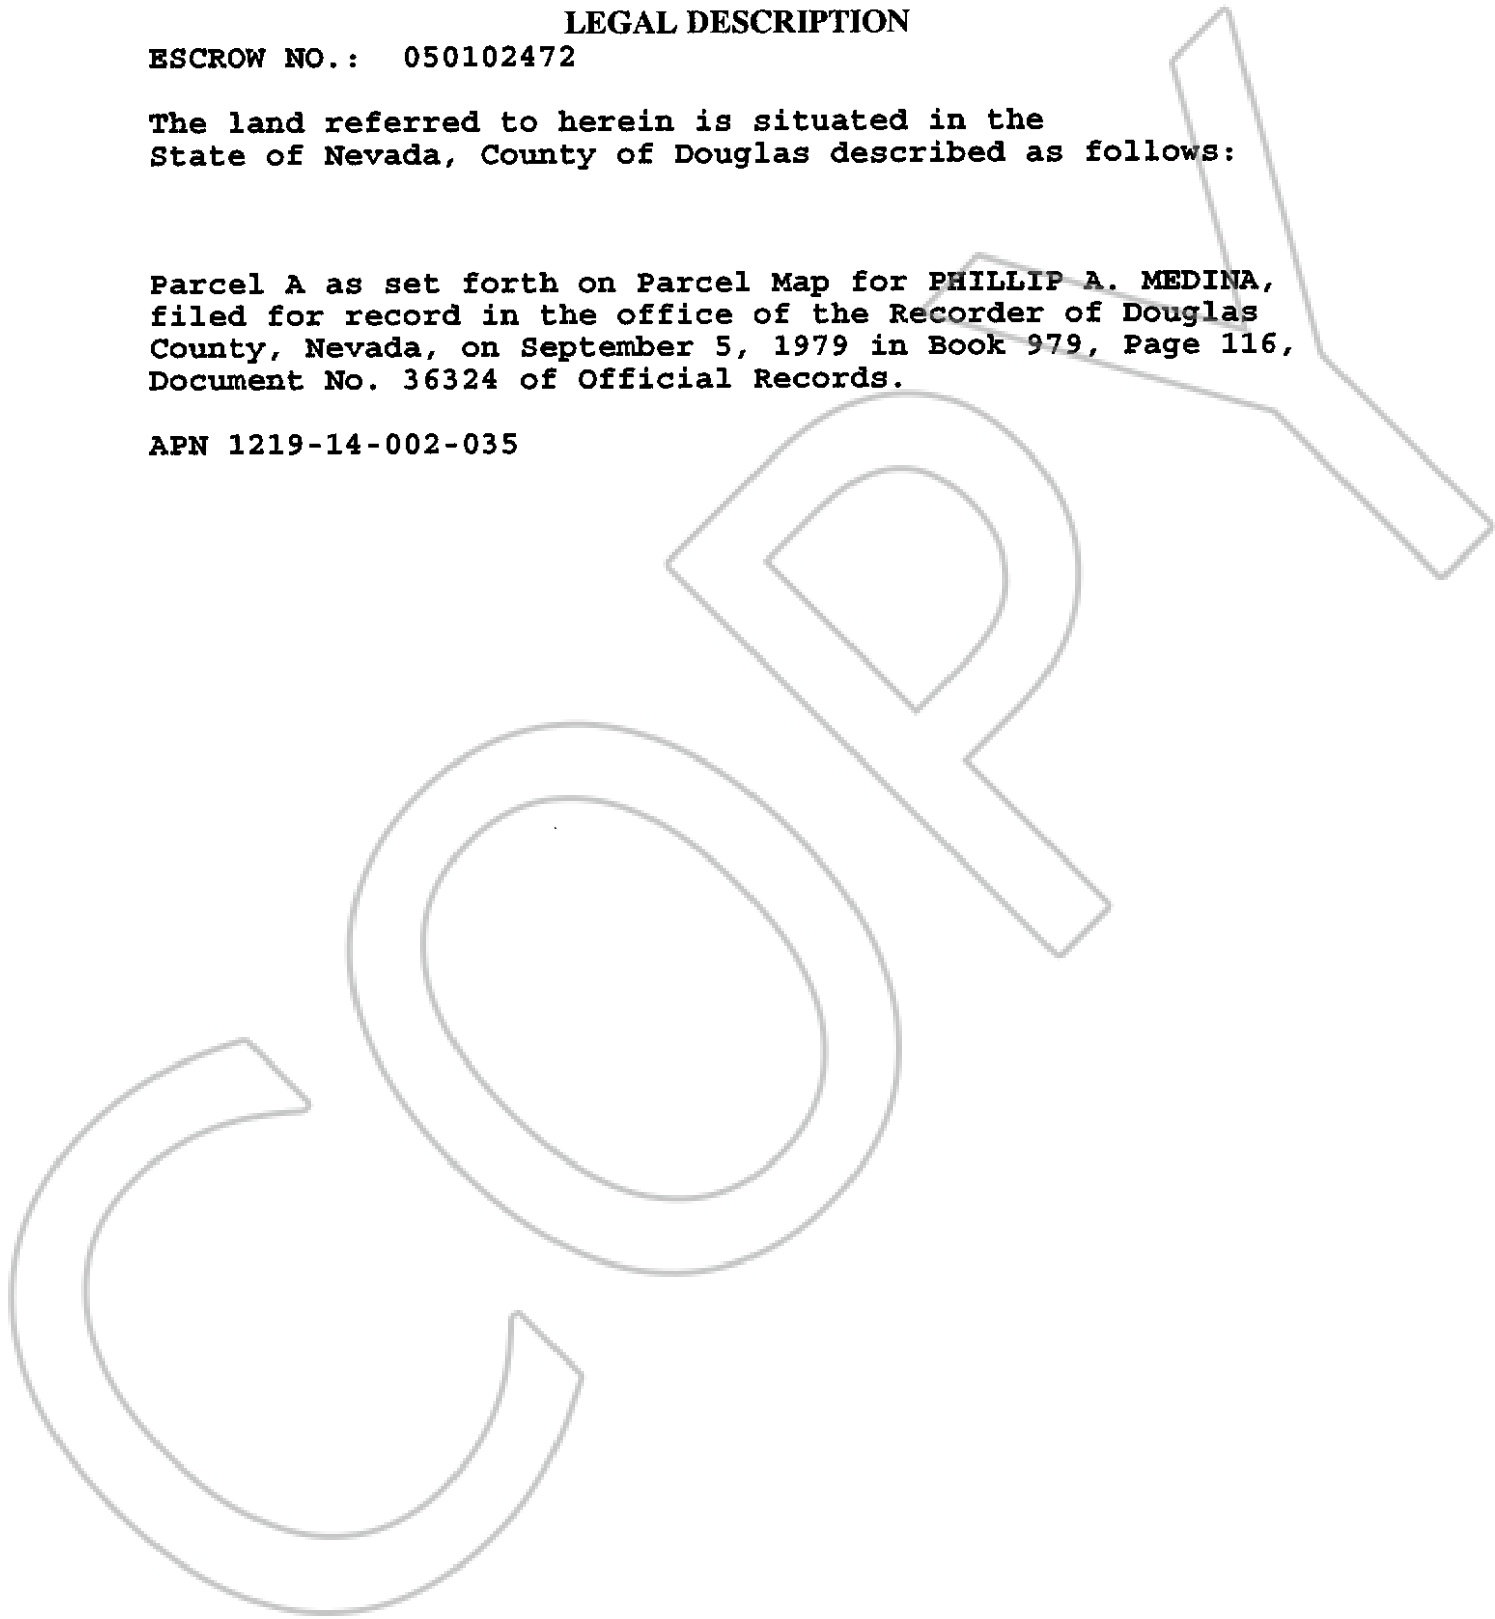 LEGAL DESCRIPTION
ESCROW NO.: 050102472
The land referred to herein is situated in the
State of Nevada, County of Douglas described as follows:
Parcel A as set forth on Parcel Map for PHILLIP A. MEDINA,
filed for record in the office of the Recorder of Douglas
County, Nevada, on September 5, 1979 in Book 979, Page 116,
Document No. 36324 of Official Records.
APN 1219-14-002-035
COPY